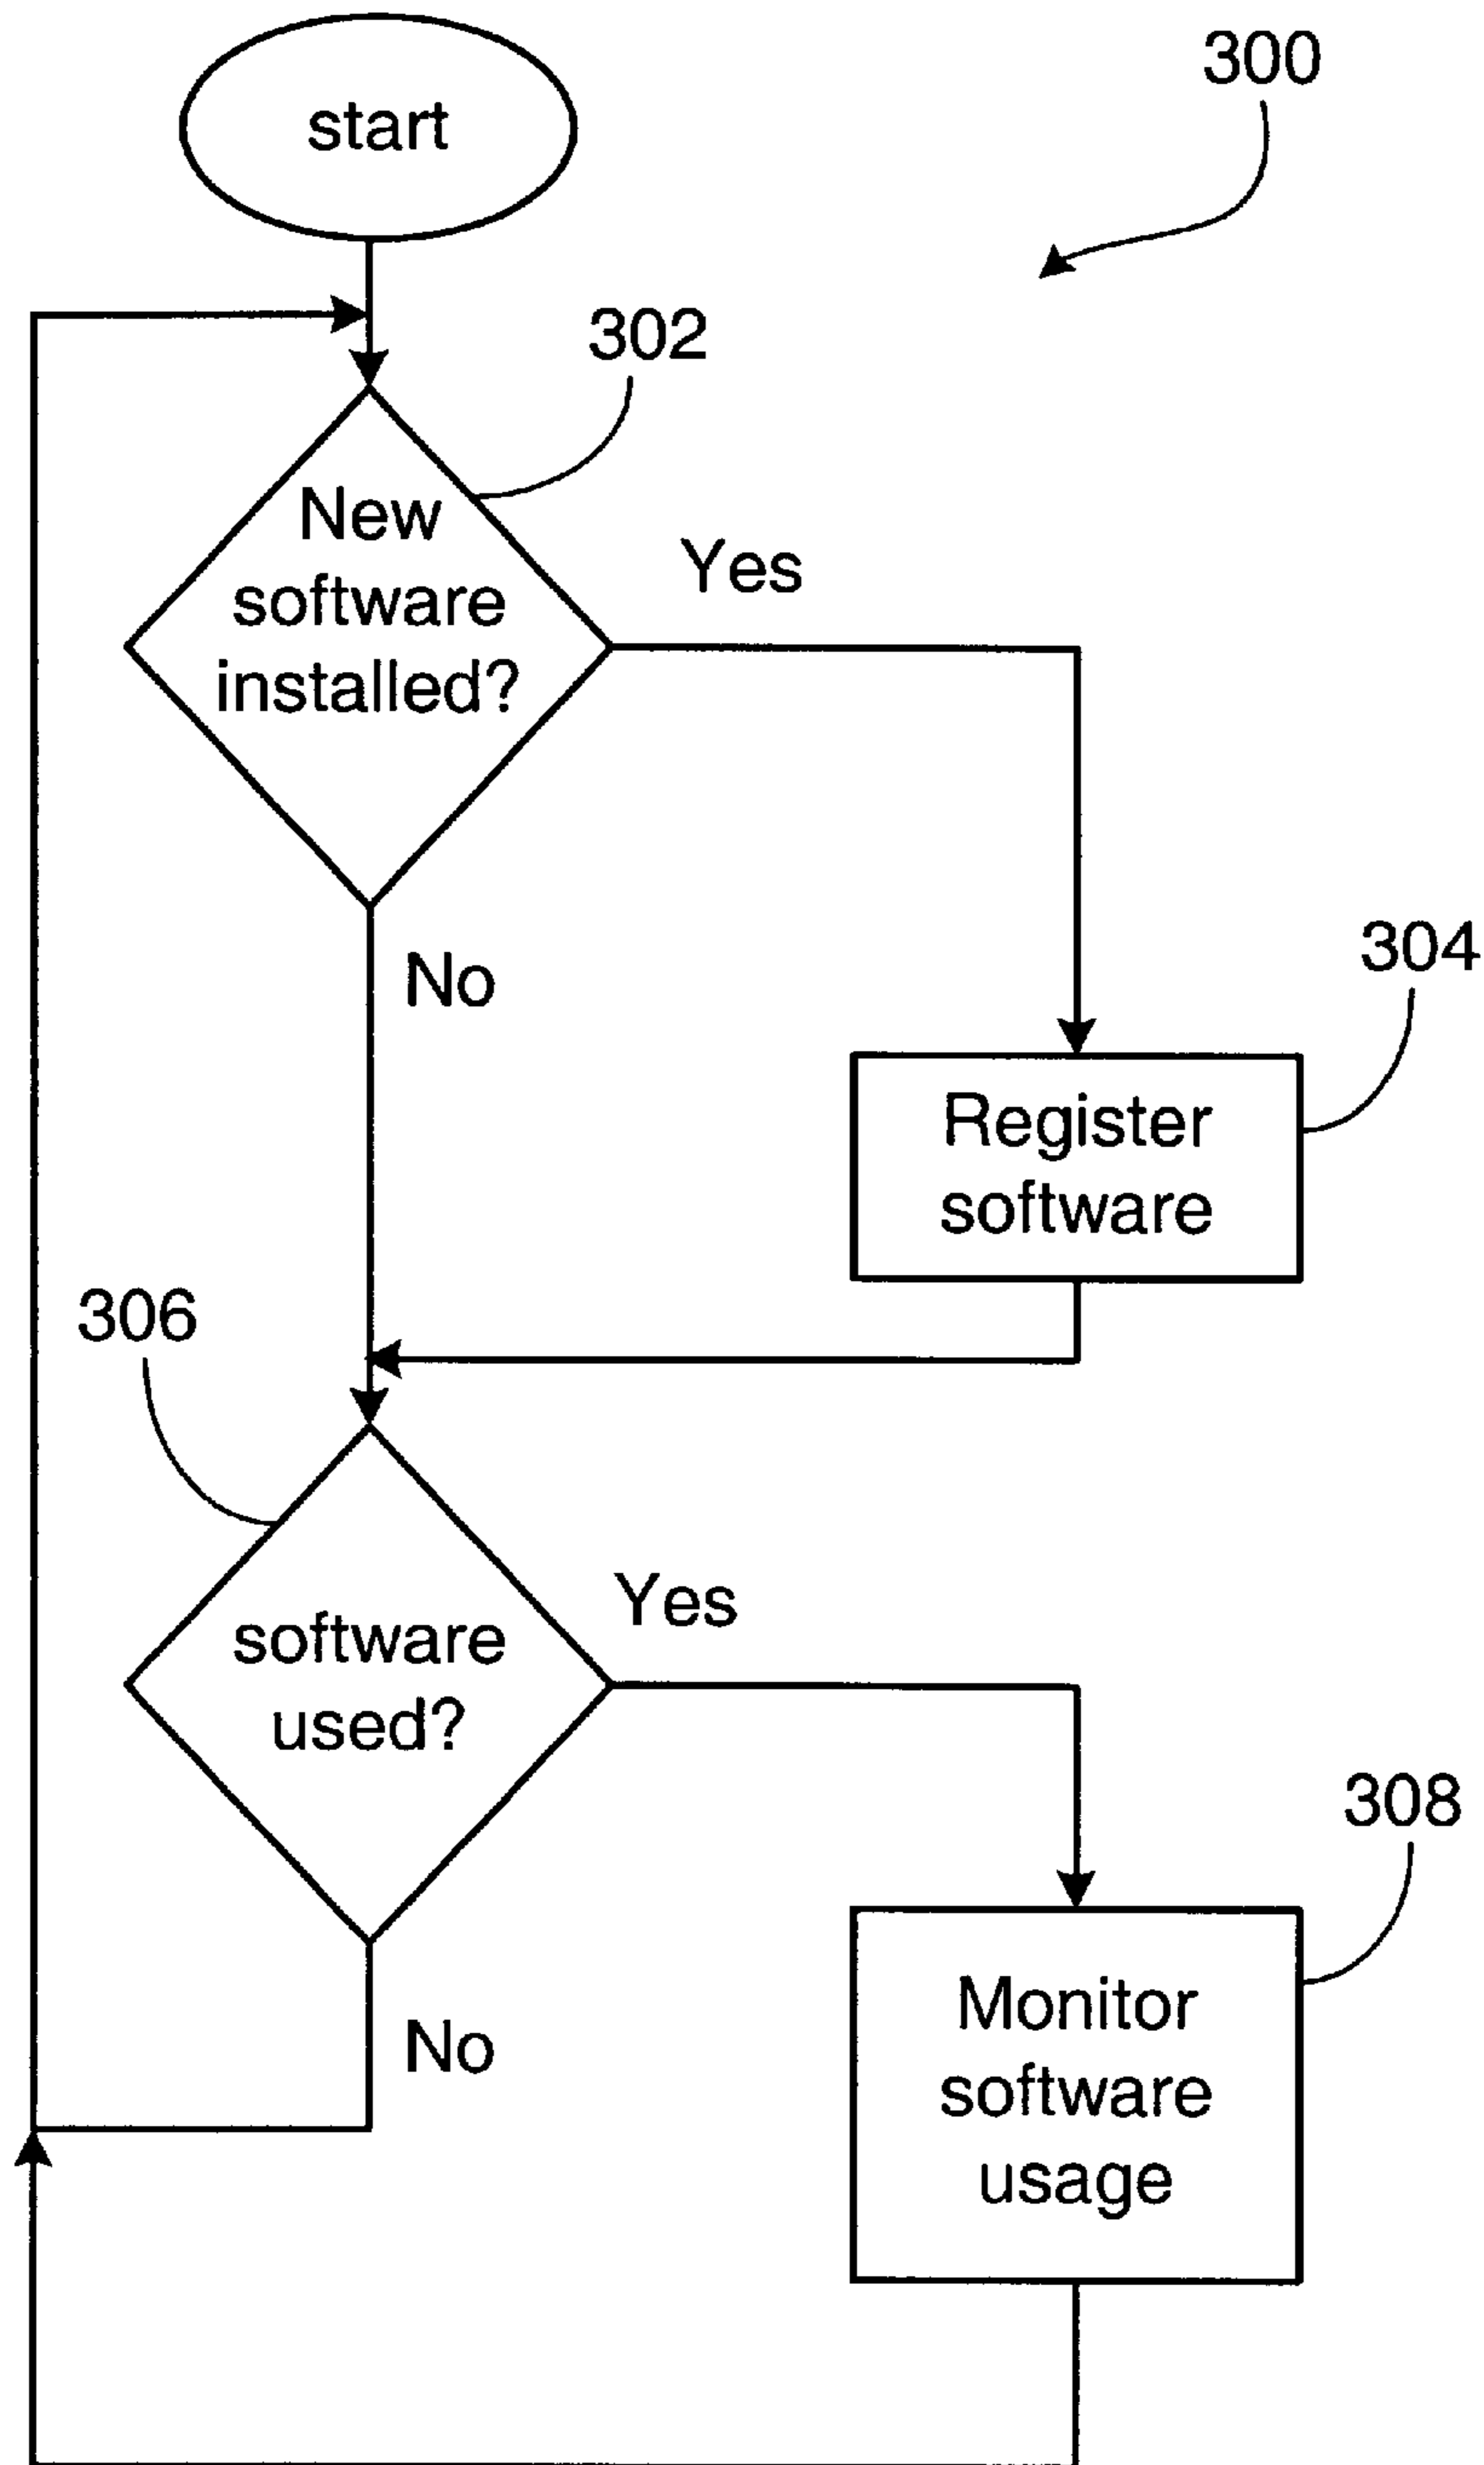 start
300
302
New
software
installed?
Yes
No
304
Register
software
306
software
used?
Yes
308
No
Monitor
software
usage